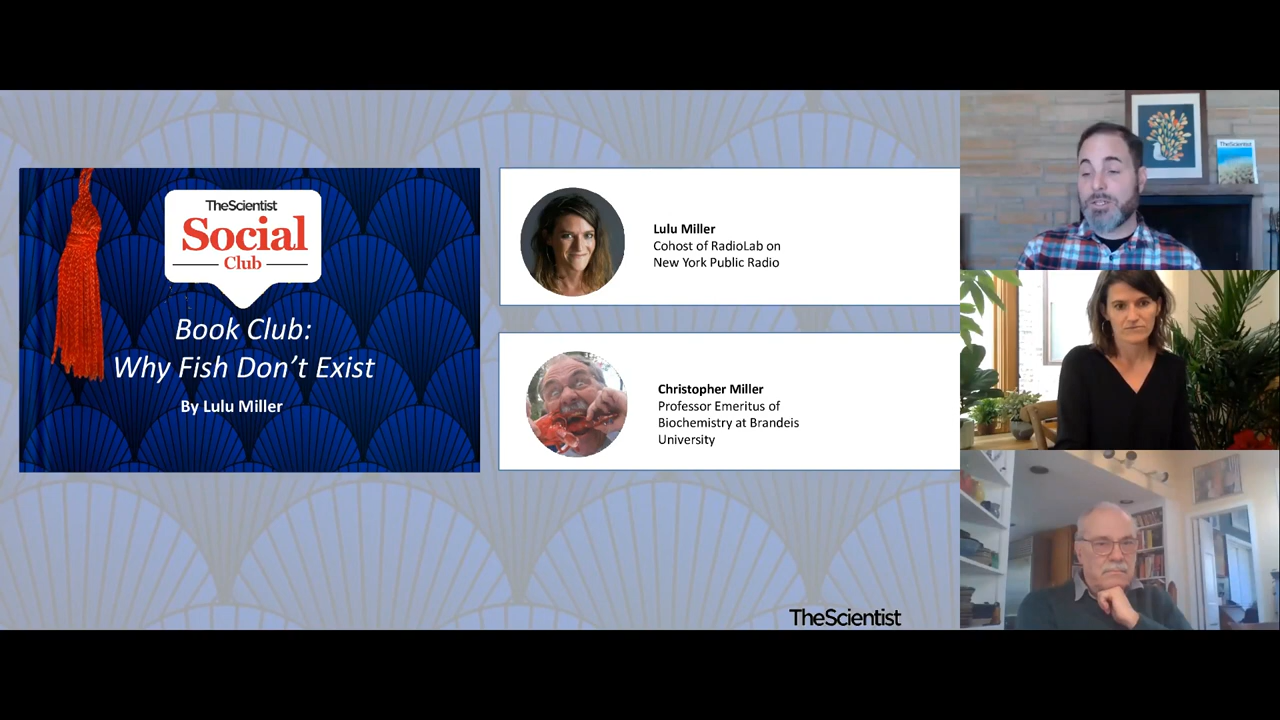 TheScientist
Social
Club
Book Club:
Why Fish Don't Exist
By Lulu Miller
Lulu Miller
Cohost of RadioLab on
New York Public Radio
Christopher Miller
Professor Emeritus of
Biochemistry at Brandeis
University
TheScientist
TheScientist